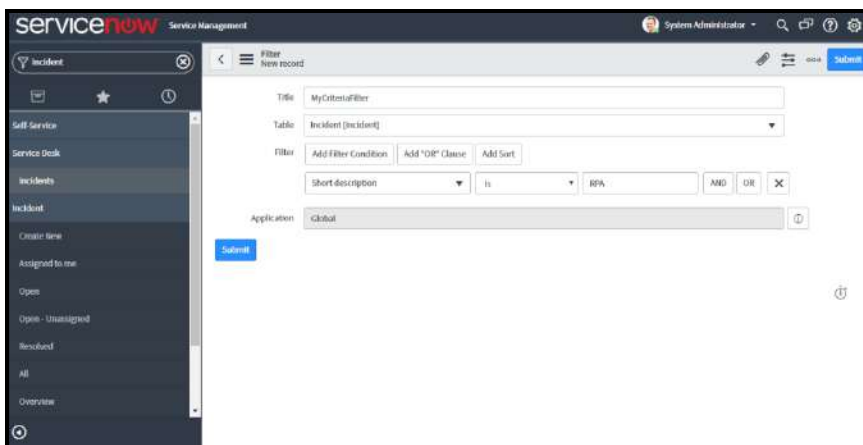 servicenow Service Management
System Administrator
Incident
Filter
New record
Submit
Title MyCriteriaFilter
Table Incident [incident]
Filter Add Filter Condition Add "OR" Clause Add Sort
Short description is RPA AND OR
Application Global
Submit
Self-Service
Service Desk
Incidents
Incident
Create New
Assigned to me
Open
Open - Unassigned
Resolved
All
Overview